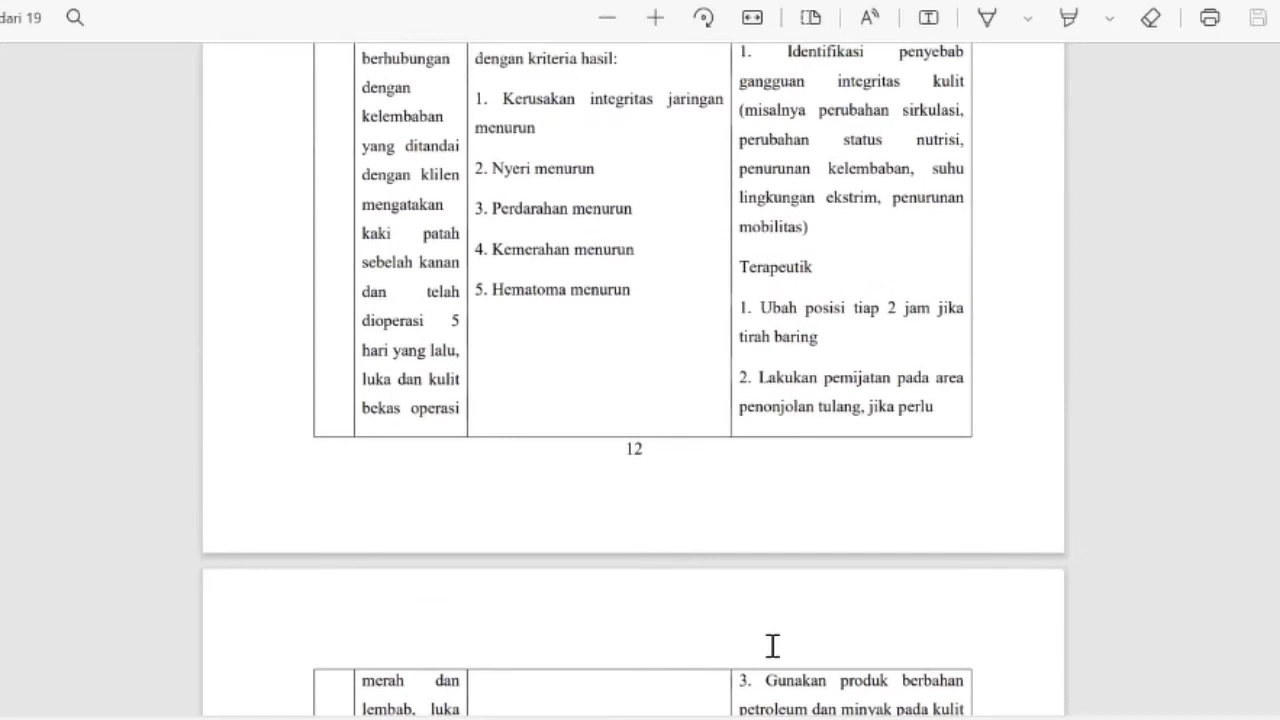 dari 19
berhubungan
dengan
kelembaban
yang ditandai
dengan klilen
mengatakan
kaki patah
sebelah kanan
dan telah
dioperasi 5
hari yang lalu,
luka dan kulit
bekas operasi
dengan kriteria hasil:
1. Kerusakan integritas jaringan
menurun
2. Nyeri menurun
3. Perdarahan menurun
4. Kemerahan menurun
5. Hematoma menurun
1. Identifikasi penyebab
gangguan integritas kulit
(misalnya perubahan sirkulasi,
perubahan status nutrisi,
penurunan kelembaban, suhu
lingkungan ekstrim, penurunan
mobilitas)
Terapeutik
1. Ubah posisi tiap 2 jam jika
tirah baring
2. Lakukan pemijatan pada area
penonjolan tulang, jika perlu
12
merah dan
lembab, luka
3. Gunakan produk berbahan
petroleum dan minyak pada kulit